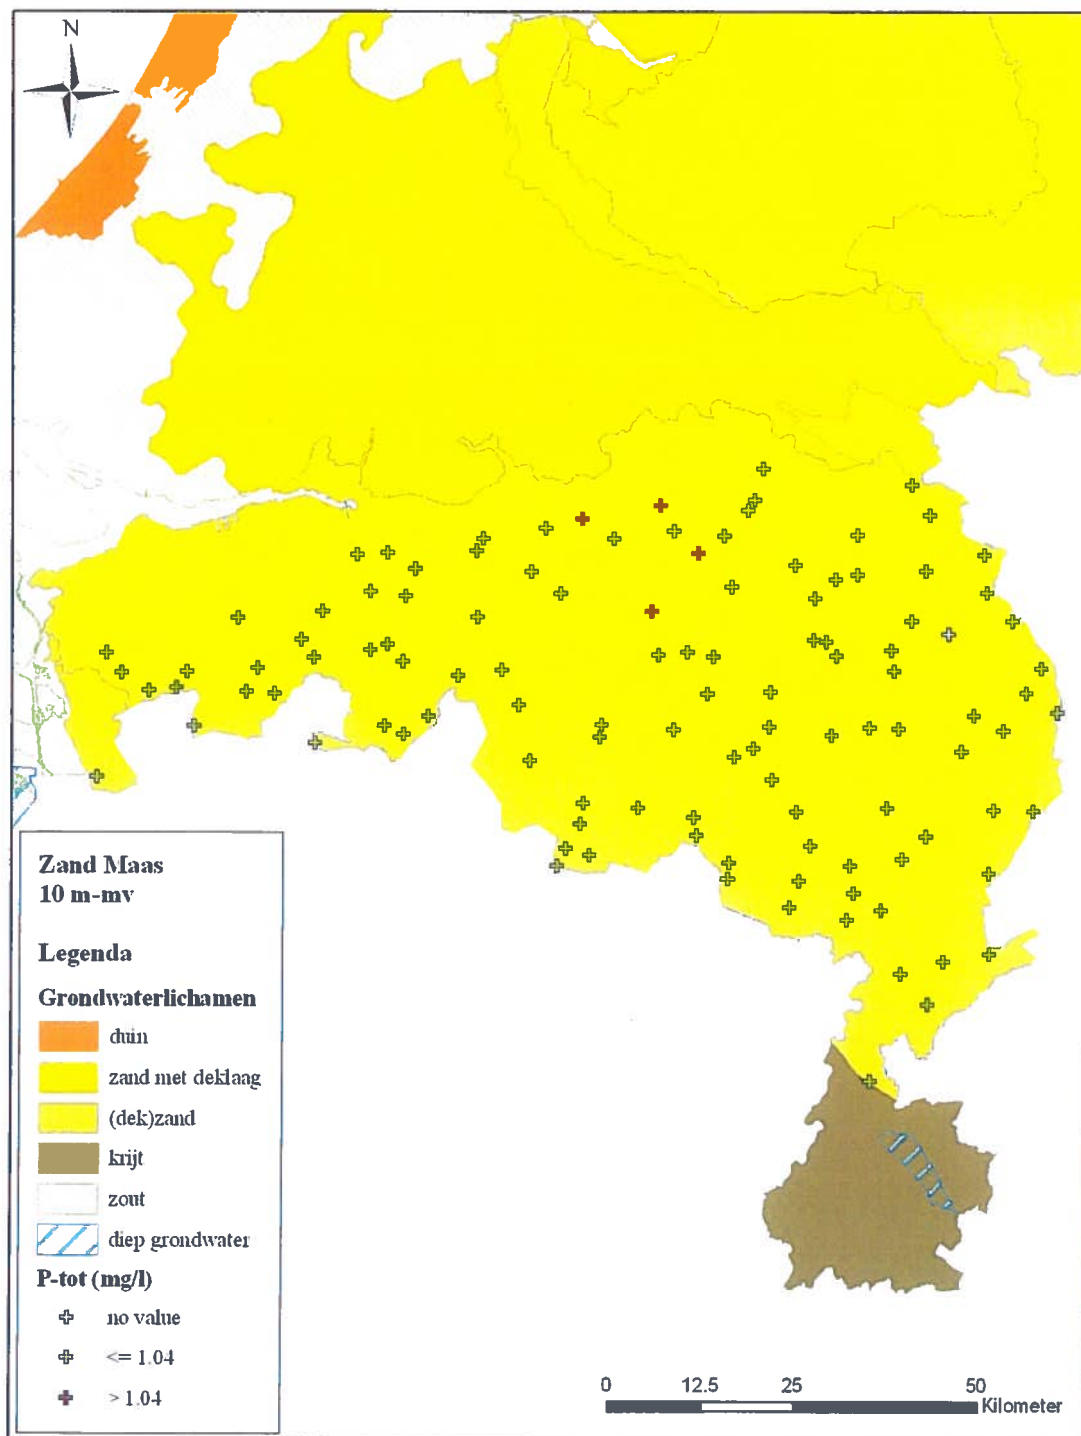 N
Zand Maas
10 m-mv
Legenda
Grondwaterlichamen
duin
zand met deklaag
(dek)zand
krijt
zout
diep grondwater
P-tot (mg/l)
no value
<= 1.04
> 1.04
0 12.5 25 50
Kilometer